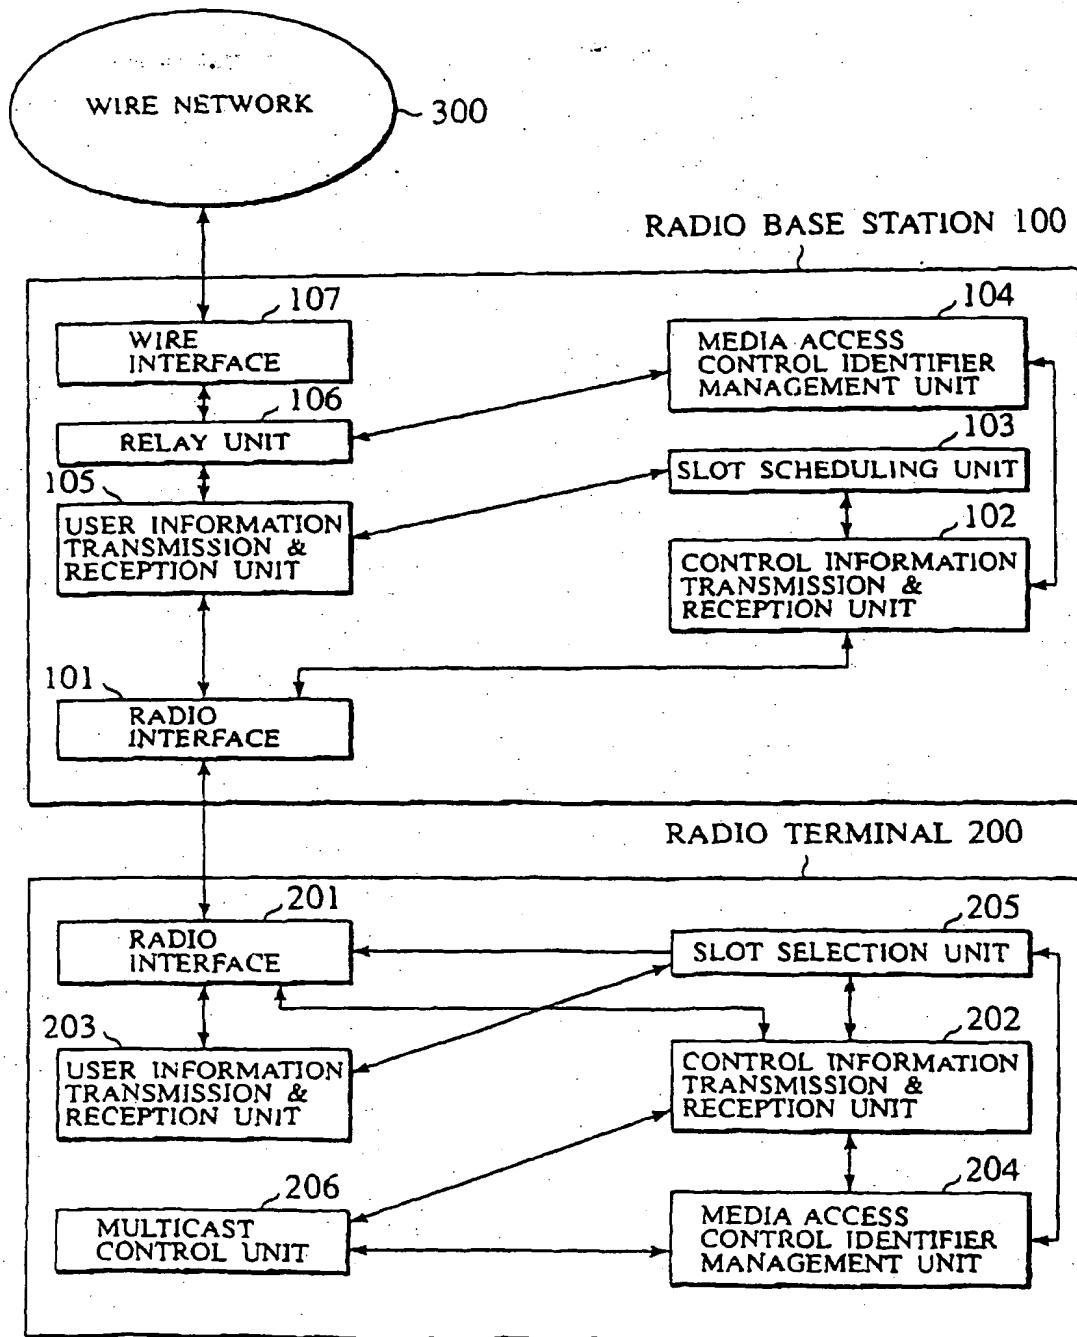 WIRE NETWORK
300
RADIO BASE STATION 100
107
WIRE
INTERFACE
104
MEDIA ACCESS
CONTROL IDENTIFIER
MANAGEMENT UNIT
106
RELAY UNIT
103
SLOT SCHEDULING UNIT
105
USER INFORMATION
TRANSMISSION &
RECEPTION UNIT
102
CONTROL INFORMATION
TRANSMISSION &
RECEPTION UNIT
101
RADIO
INTERFACE
RADIO TERMINAL 200
201
RADIO
INTERFACE
205
SLOT SELECTION UNIT
203
USER INFORMATION
TRANSMISSION &
RECEPTION UNIT
202
CONTROL INFORMATION
TRANSMISSION &
RECEPTION UNIT
206
MULTICAST
CONTROL UNIT
204
MEDIA ACCESS
CONTROL IDENTIFIER
MANAGEMENT UNIT